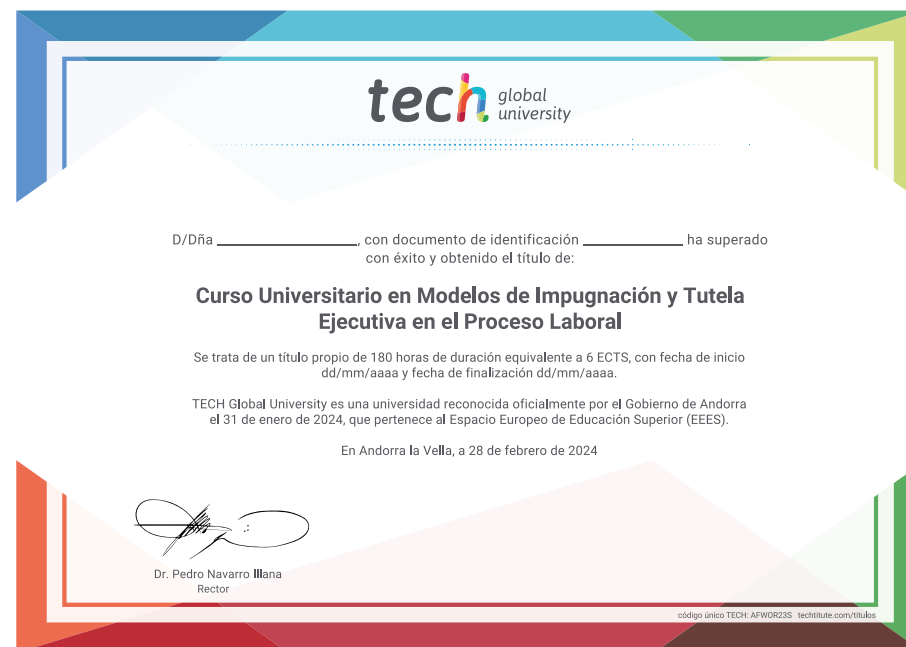 tech global university
D/Dña ____________________, con documento de identificación ______________ ha superado
con éxito y obtenido el título de:
Curso Universitario en Modelos de Impugnación y Tutela
Ejecutiva en el Proceso Laboral
Se trata de un título propio de 180 horas de duración equivalente a 6 ECTS, con fecha de inicio
dd/mm/aaaa y fecha de finalización dd/mm/aaaa.
TECH Global University es una universidad reconocida oficialmente por el Gobierno de Andorra
el 31 de enero de 2024, que pertenece al Espacio Europeo de Educación Superior (EEES).
En Andorra la Vella, a 28 de febrero de 2024
Dr. Pedro Navarro Illana
Rector
código único TECH: AFWOR23S techtitute.com/titulos